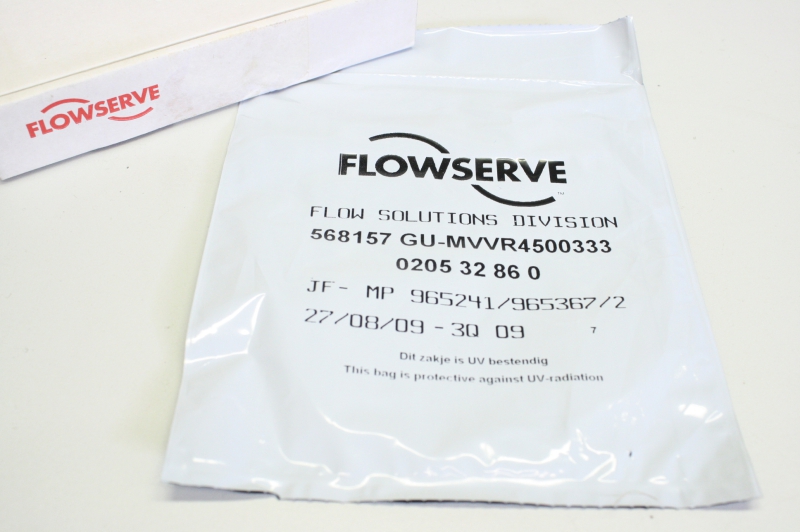 FLOWSERVE
FLOWSERVE
™
FLOW SOLUTIONS DIVISION
568157 GU-MVVR4500333
0205 32 86 0
JF- MP 965241/965367/2
27/08/09 - 3Q 09 7
Dit zakje is UV bestendig
This bag is protective against UV-radiation